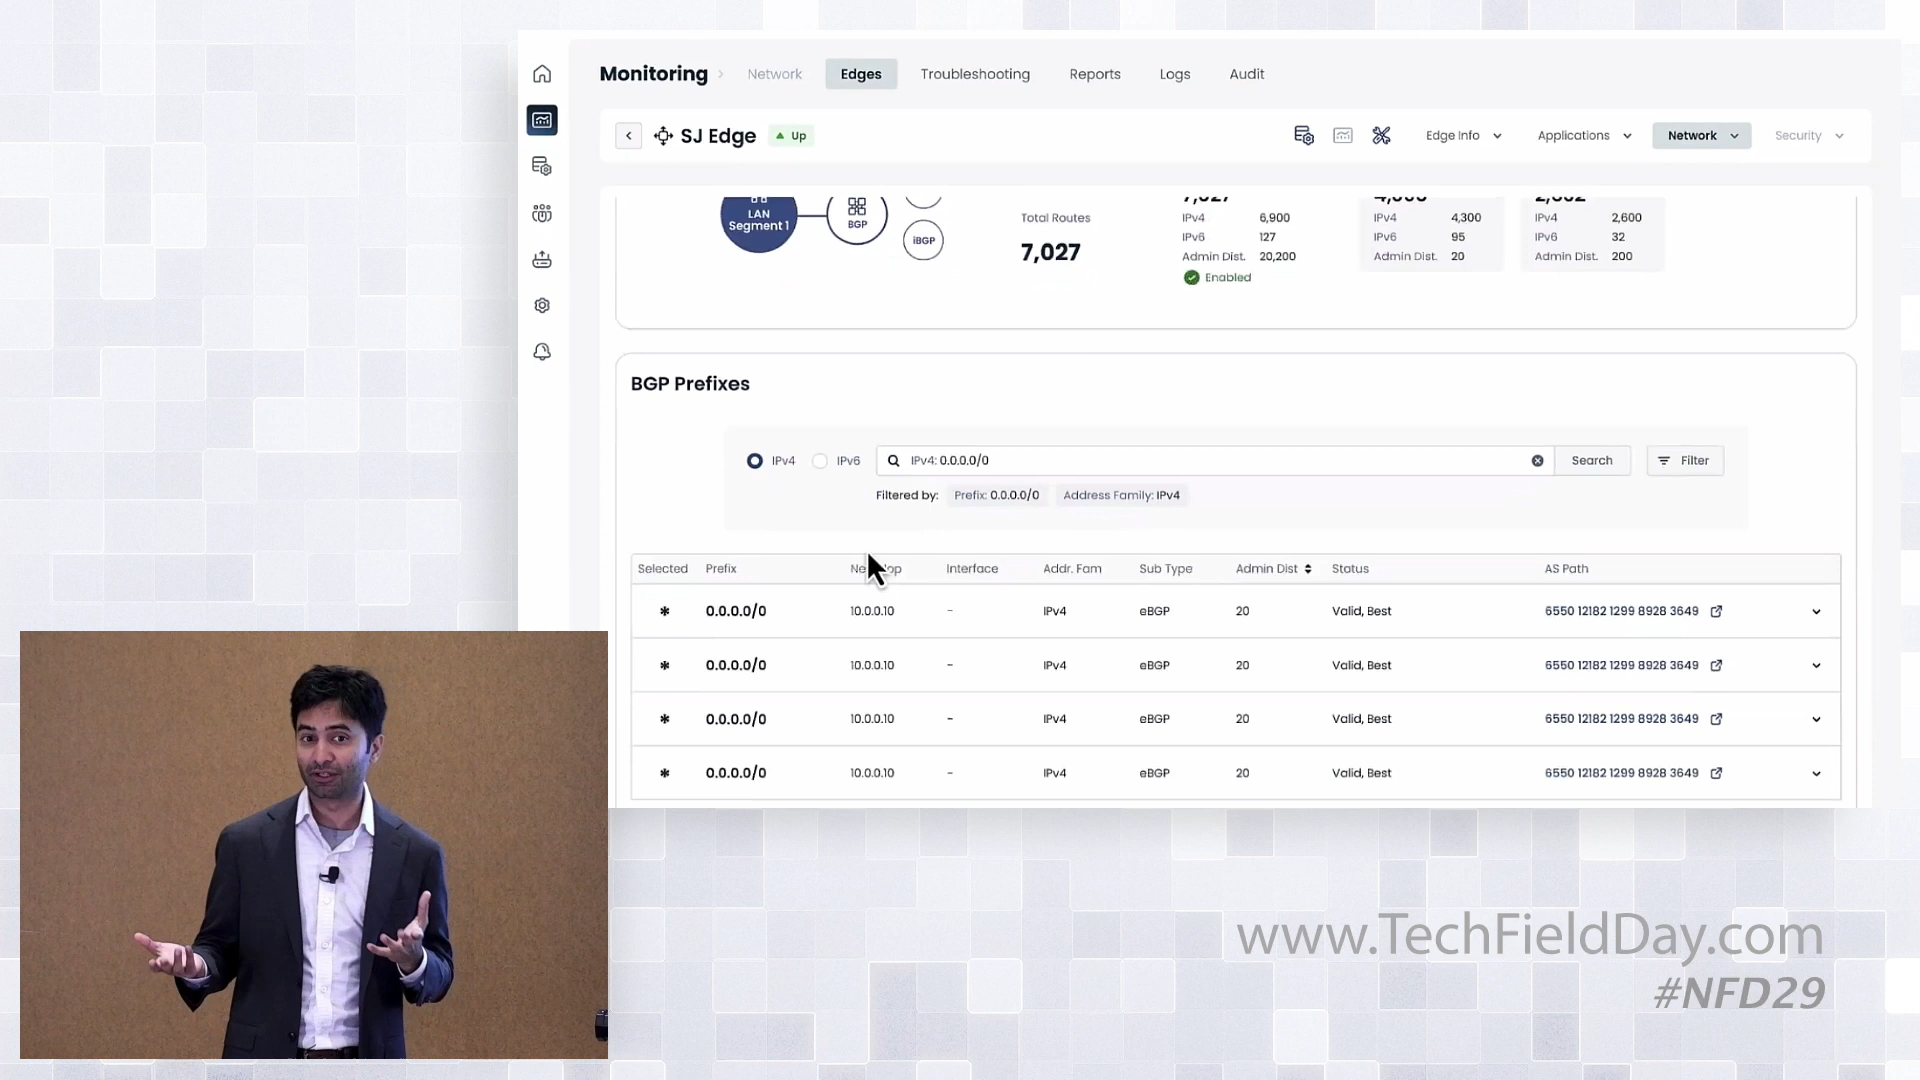 Monitoring Network Edges Troubleshooting Reports Logs Audit
SJ Edge Up Edge Info Applications Network Security
LAN
Segment 1
BGP
iBGP
Total Routes
7,027
7,027
IPv4 6,900
IPv6 127
Admin Dist. 20,200
Enabled
IPv4 4,300
IPv6 95
Admin Dist. 20
IPv4 2,600
IPv6 32
Admin Dist. 200
BGP Prefixes
IPv4 IPv6 IPv4: 0.0.0.0/0 Search Filter
Filtered by: Prefix: 0.0.0.0/0 Address Family: IPv4
Selected Prefix Interface Addr. Fam Sub Type Admin Dist Status AS Path
* 0.0.0.0/0 10.0.0.10 - IPv4 eBGP 20 Valid, Best 6550 12182 1299 8928 3649
* 0.0.0.0/0 10.0.0.10 - IPv4 eBGP 20 Valid, Best 6550 12182 1299 8928 3649
* 0.0.0.0/0 10.0.0.10 - IPv4 eBGP 20 Valid, Best 6550 12182 1299 8928 3649
* 0.0.0.0/0 10.0.0.10 - IPv4 eBGP 20 Valid, Best 6550 12182 1299 8928 3649
www.TechFieldDay.com
#NFD29